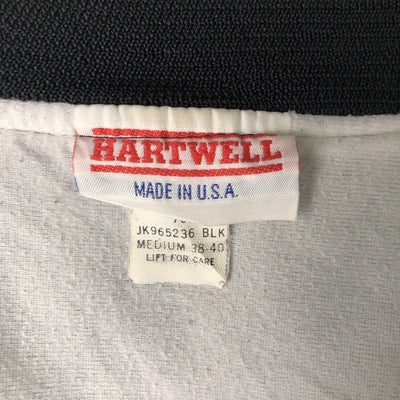 HARTWELL
MADE IN U.S.A.
JK965236 BLK
MEDIUM 38-40
LIFT FOR CARE